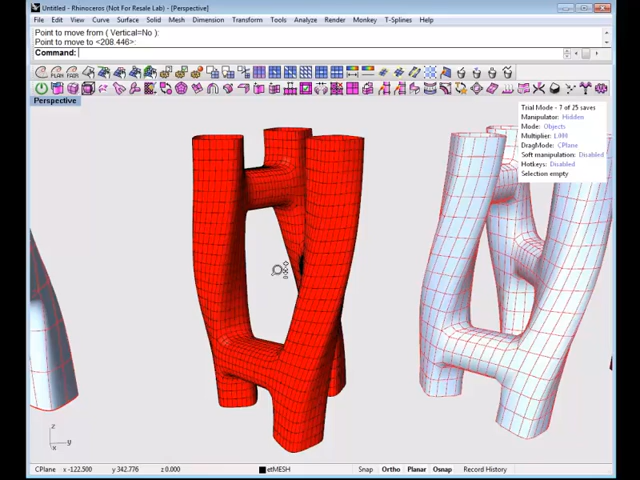 Untitled - Rhinoceros (Not For Resale Lab) - [Perspective]
File Edit View Curve Surface Solid Mesh Dimension Transform Tools Analyze Render Monkey T-Splines Help
Point to move from ( Vertical=No ):
Point to move to <208.446>:
Command:
Perspective
Trial Mode - 7 of 25 saves
Manipulator: Hidden
Mode: Objects
Multiplier: 1.000
DragMode: CPlane
Soft manipulation: Disabled
Hotkeys: Disabled
Selection empty
z
y
x
CPlane x -122.500 y 342.776 z 0.000 etMESH Snap Ortho Planar Osnap Record History